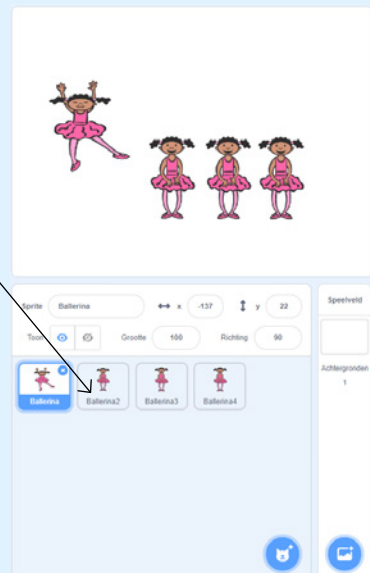 Sprite Ballerina x -137 y 22
Toon Grootte 100 Richting 90
Speelveld
Achtergronden
1
Ballerina Ballerina2 Ballerina3 Ballerina4